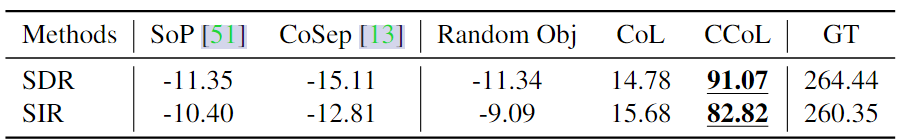 Methods SoP [51] CoSep [13] Random Obj CoL CCoL GT
SDR -11.35 -15.11 -11.34 14.78 91.07 264.44
SIR -10.40 -12.81 -9.09 15.68 82.82 260.35